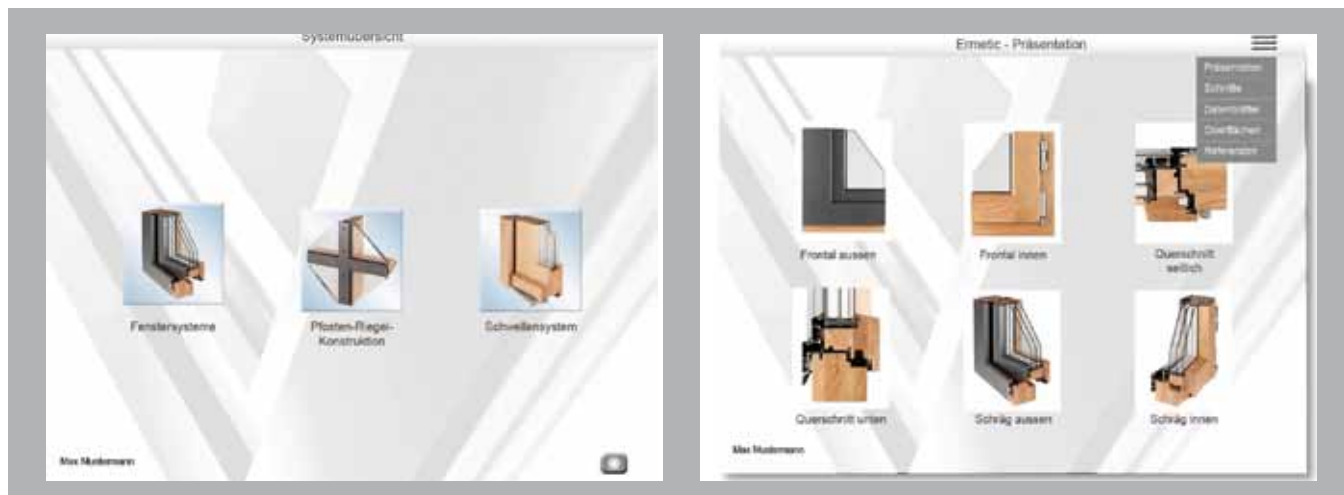 Systemübersicht
Fenstersysteme
Pfosten-Riegel-
Konstruktion
Schwellensystem
Max Mustermann
Ermetic - Präsentation
Präsentation
Schnitte
Datenblätter
Oberflächen
Referenzen
Frontal aussen
Frontal innen
Querschnitt
seitlich
Querschnitt unten
Schräg aussen
Schräg innen
Max Mustermann